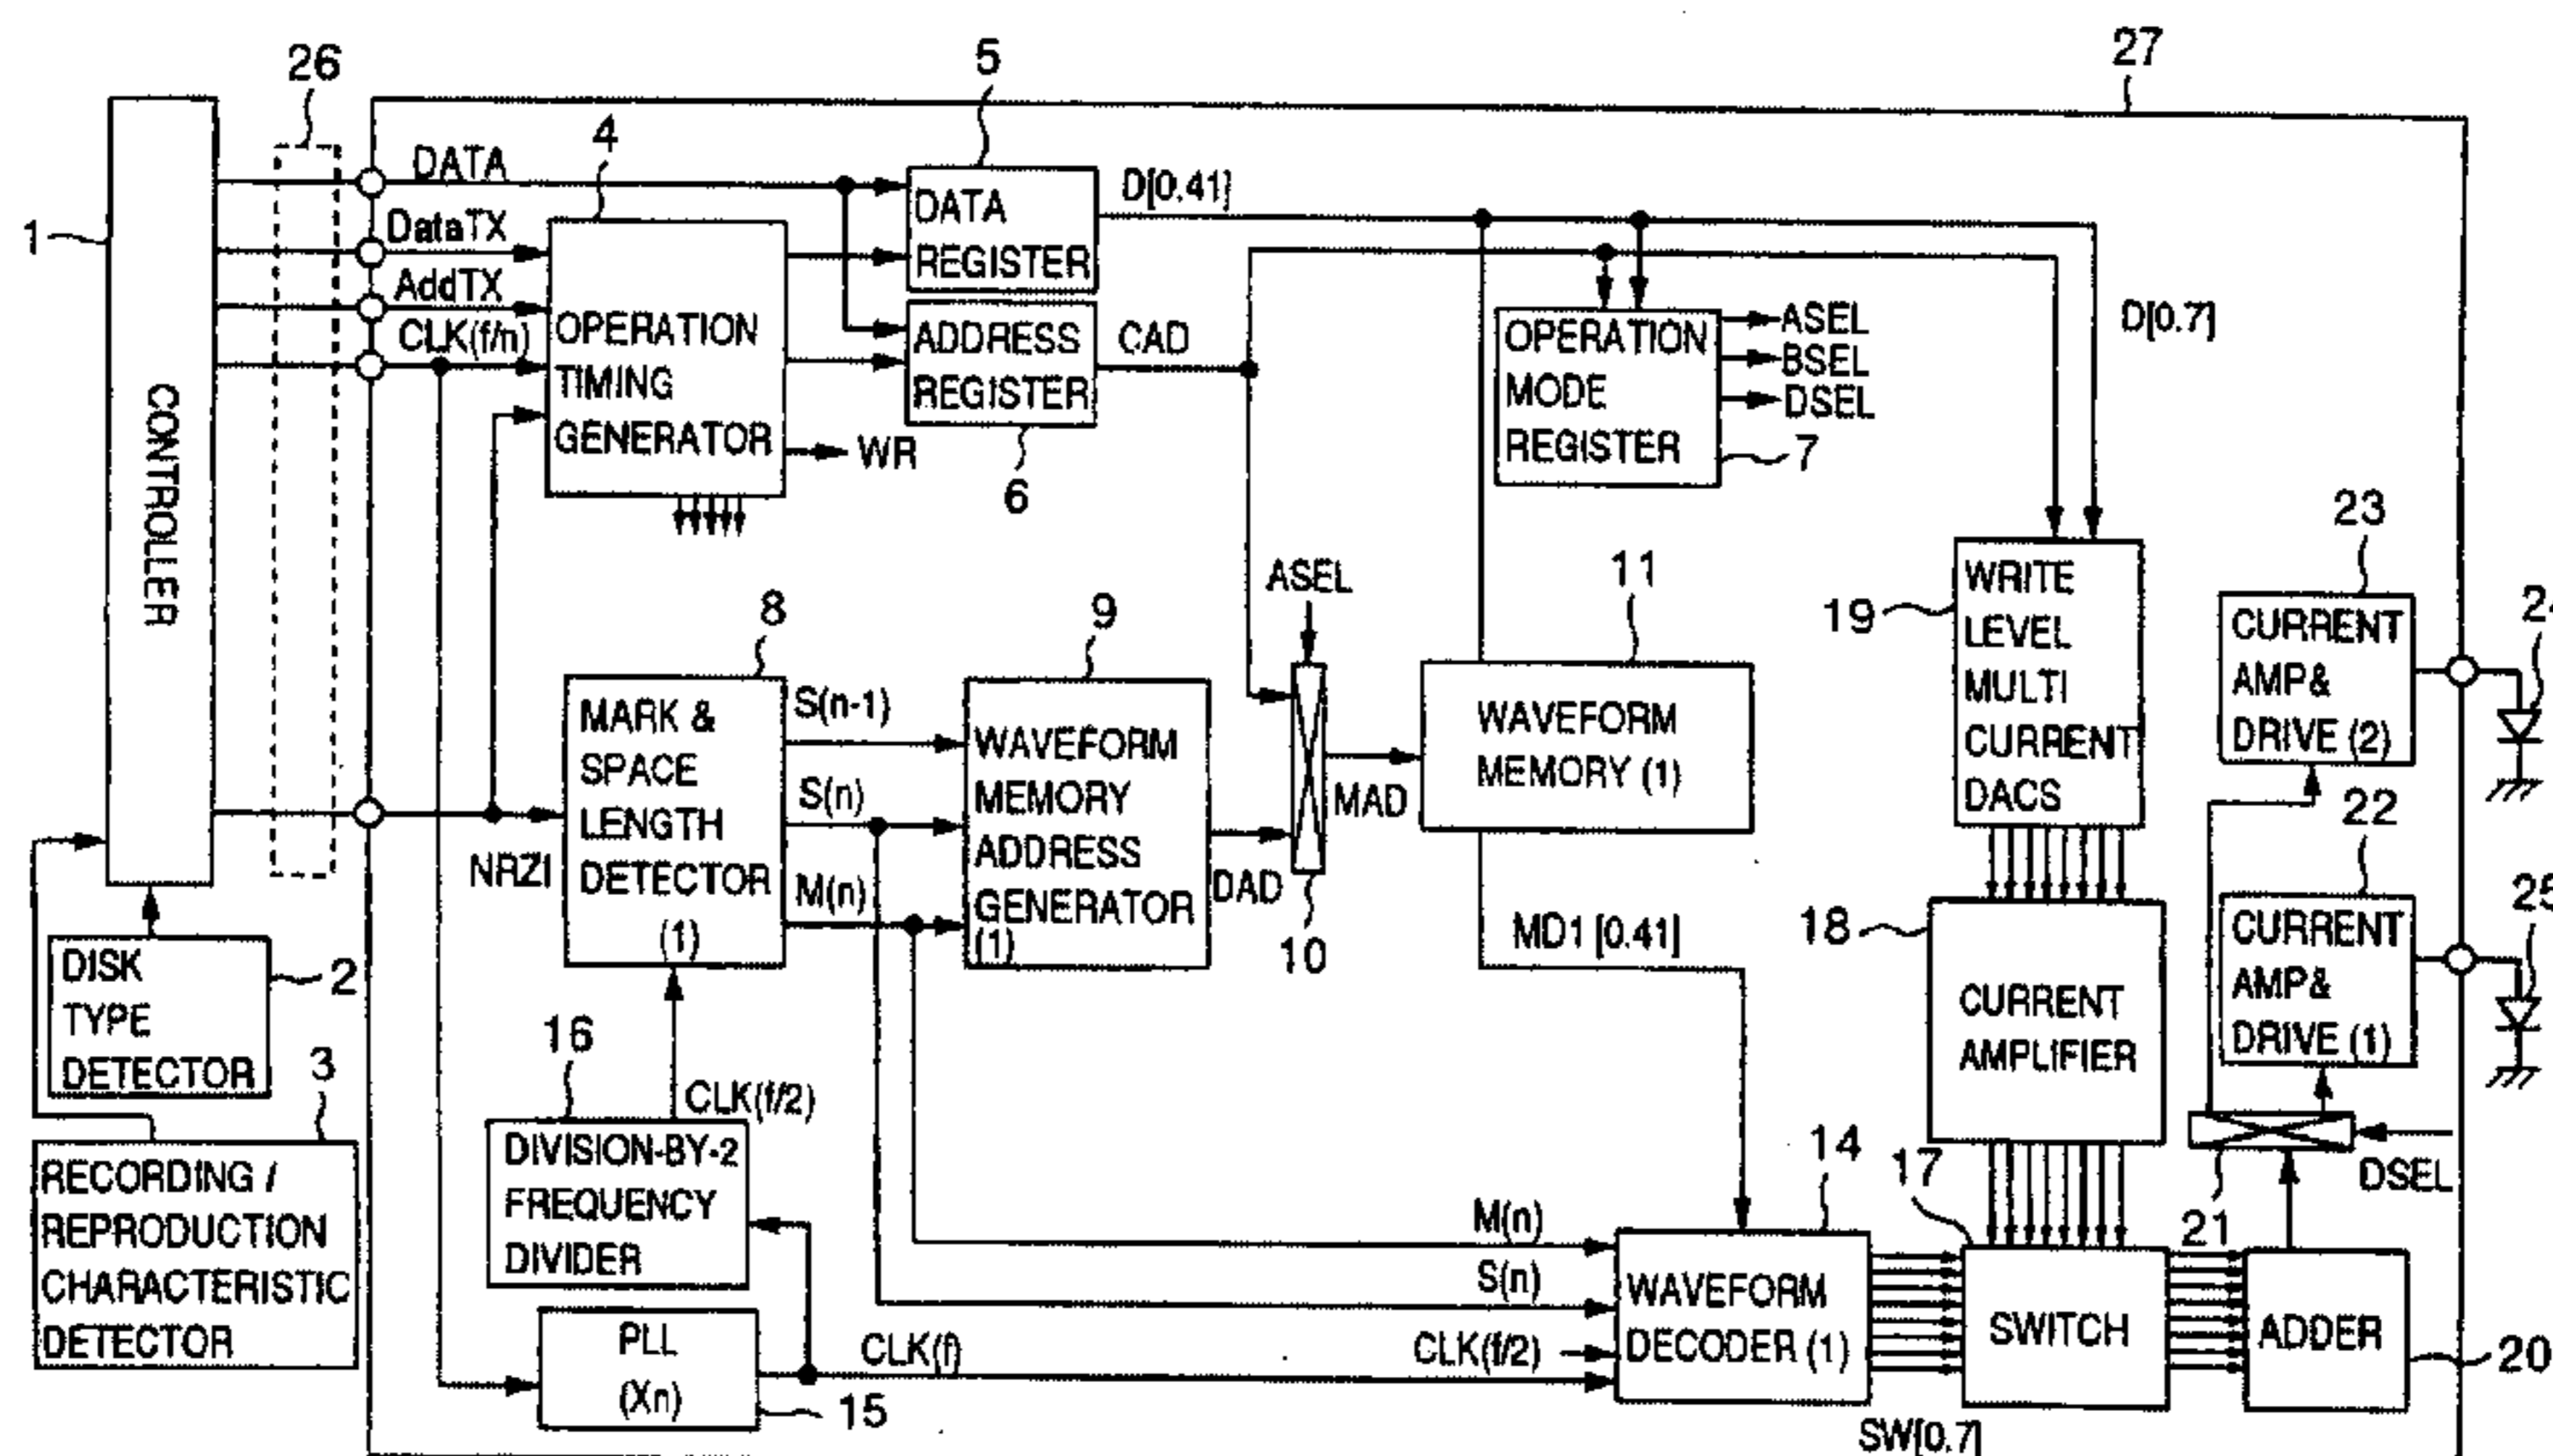 26
27
5
4
1
CONTROLLER
DATA
DataTX
AddTX
CLK(f/n)
OPERATION
TIMING
GENERATOR
WR
DATA
REGISTER
D[0.41]
ADDRESS
REGISTER
CAD
6
OPERATION
MODE
REGISTER
ASEL
BSEL
DSEL
7
D[0.7]
8
MARK &
SPACE
LENGTH
DETECTOR
(1)
NRZI
S(n-1)
S(n)
M(n)
9
WAVEFORM
MEMORY
ADDRESS
GENERATOR
(1)
DAD
ASEL
10
MAD
11
WAVEFORM
MEMORY (1)
MD1 [0.41]
19
WRITE
LEVEL
MULTI
CURRENT
DACS
23
CURRENT
AMP&
DRIVE (2)
24
22
CURRENT
AMP&
DRIVE (1)
25
18
CURRENT
AMPLIFIER
DISK
TYPE
DETECTOR
2
3
RECORDING /
REPRODUCTION
CHARACTERISTIC
DETECTOR
16
CLK(f/2)
DIVISION-BY-2
FREQUENCY
DIVIDER
PLL
(Xn)
15
CLK(f)
M(n)
S(n)
CLK(f/2)
14
WAVEFORM
DECODER (1)
SW[0.7]
17
SWITCH
21
DSEL
ADDER
20